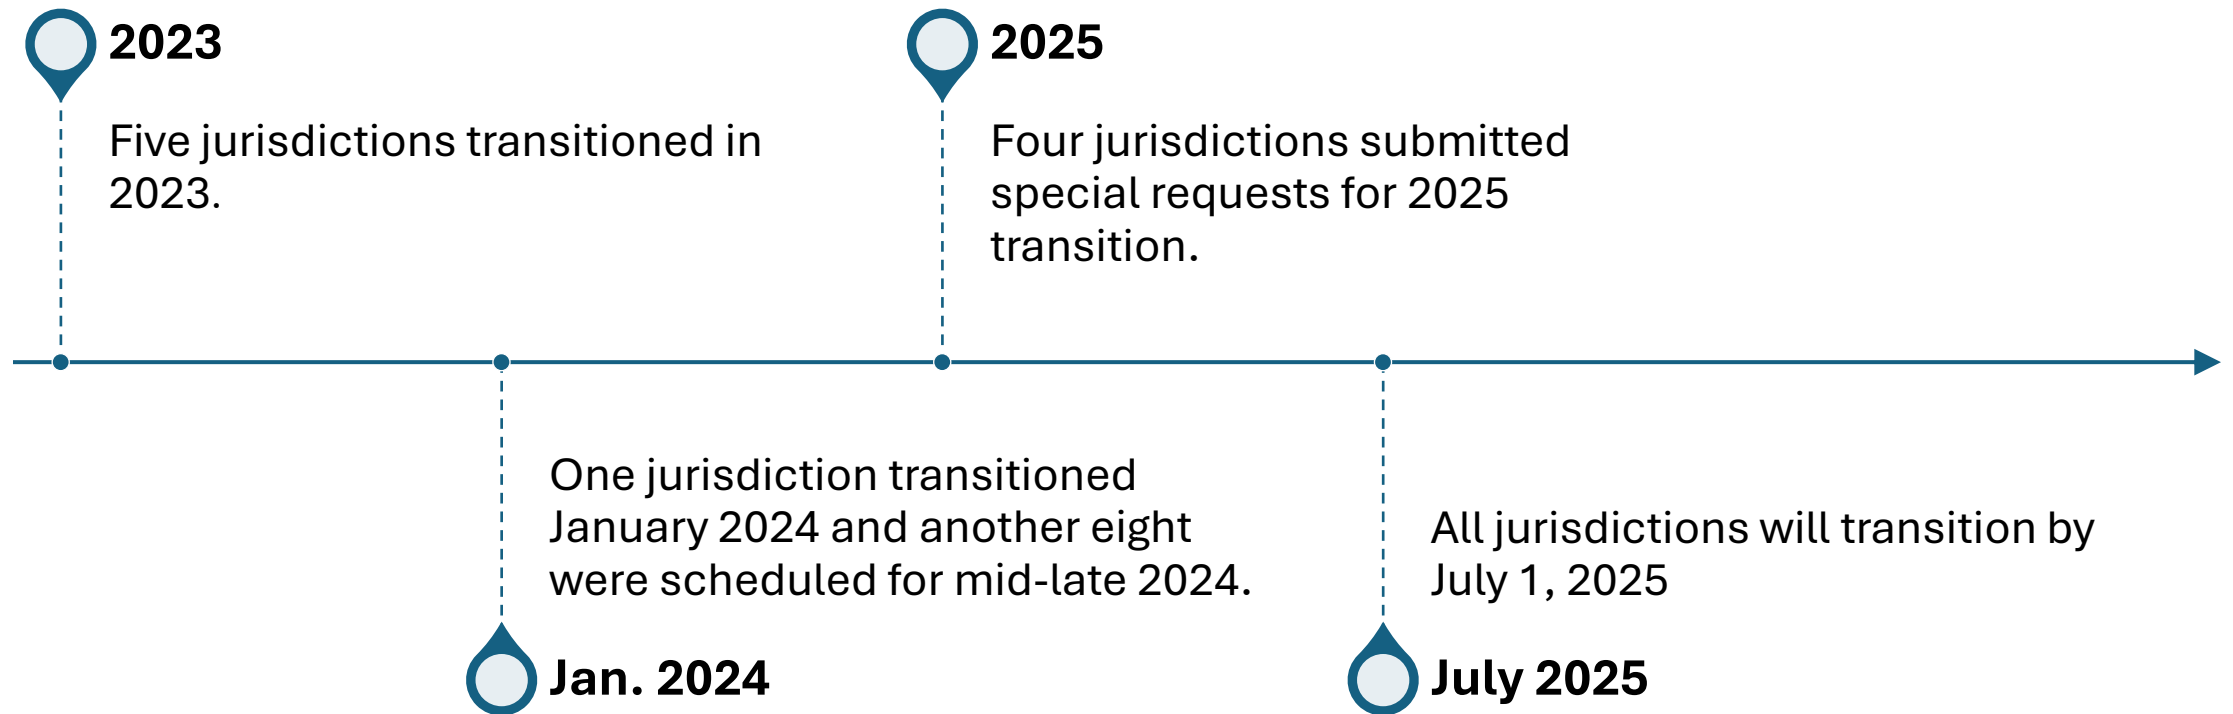 2023
Five jurisdictions transitioned in
2023.
One jurisdiction transitioned
January 2024 and another eight
were scheduled for mid-late 2024.
Jan. 2024
2025
Four jurisdictions submitted
special requests for 2025
transition.
All jurisdictions will transition by
July 1, 2025
July 2025